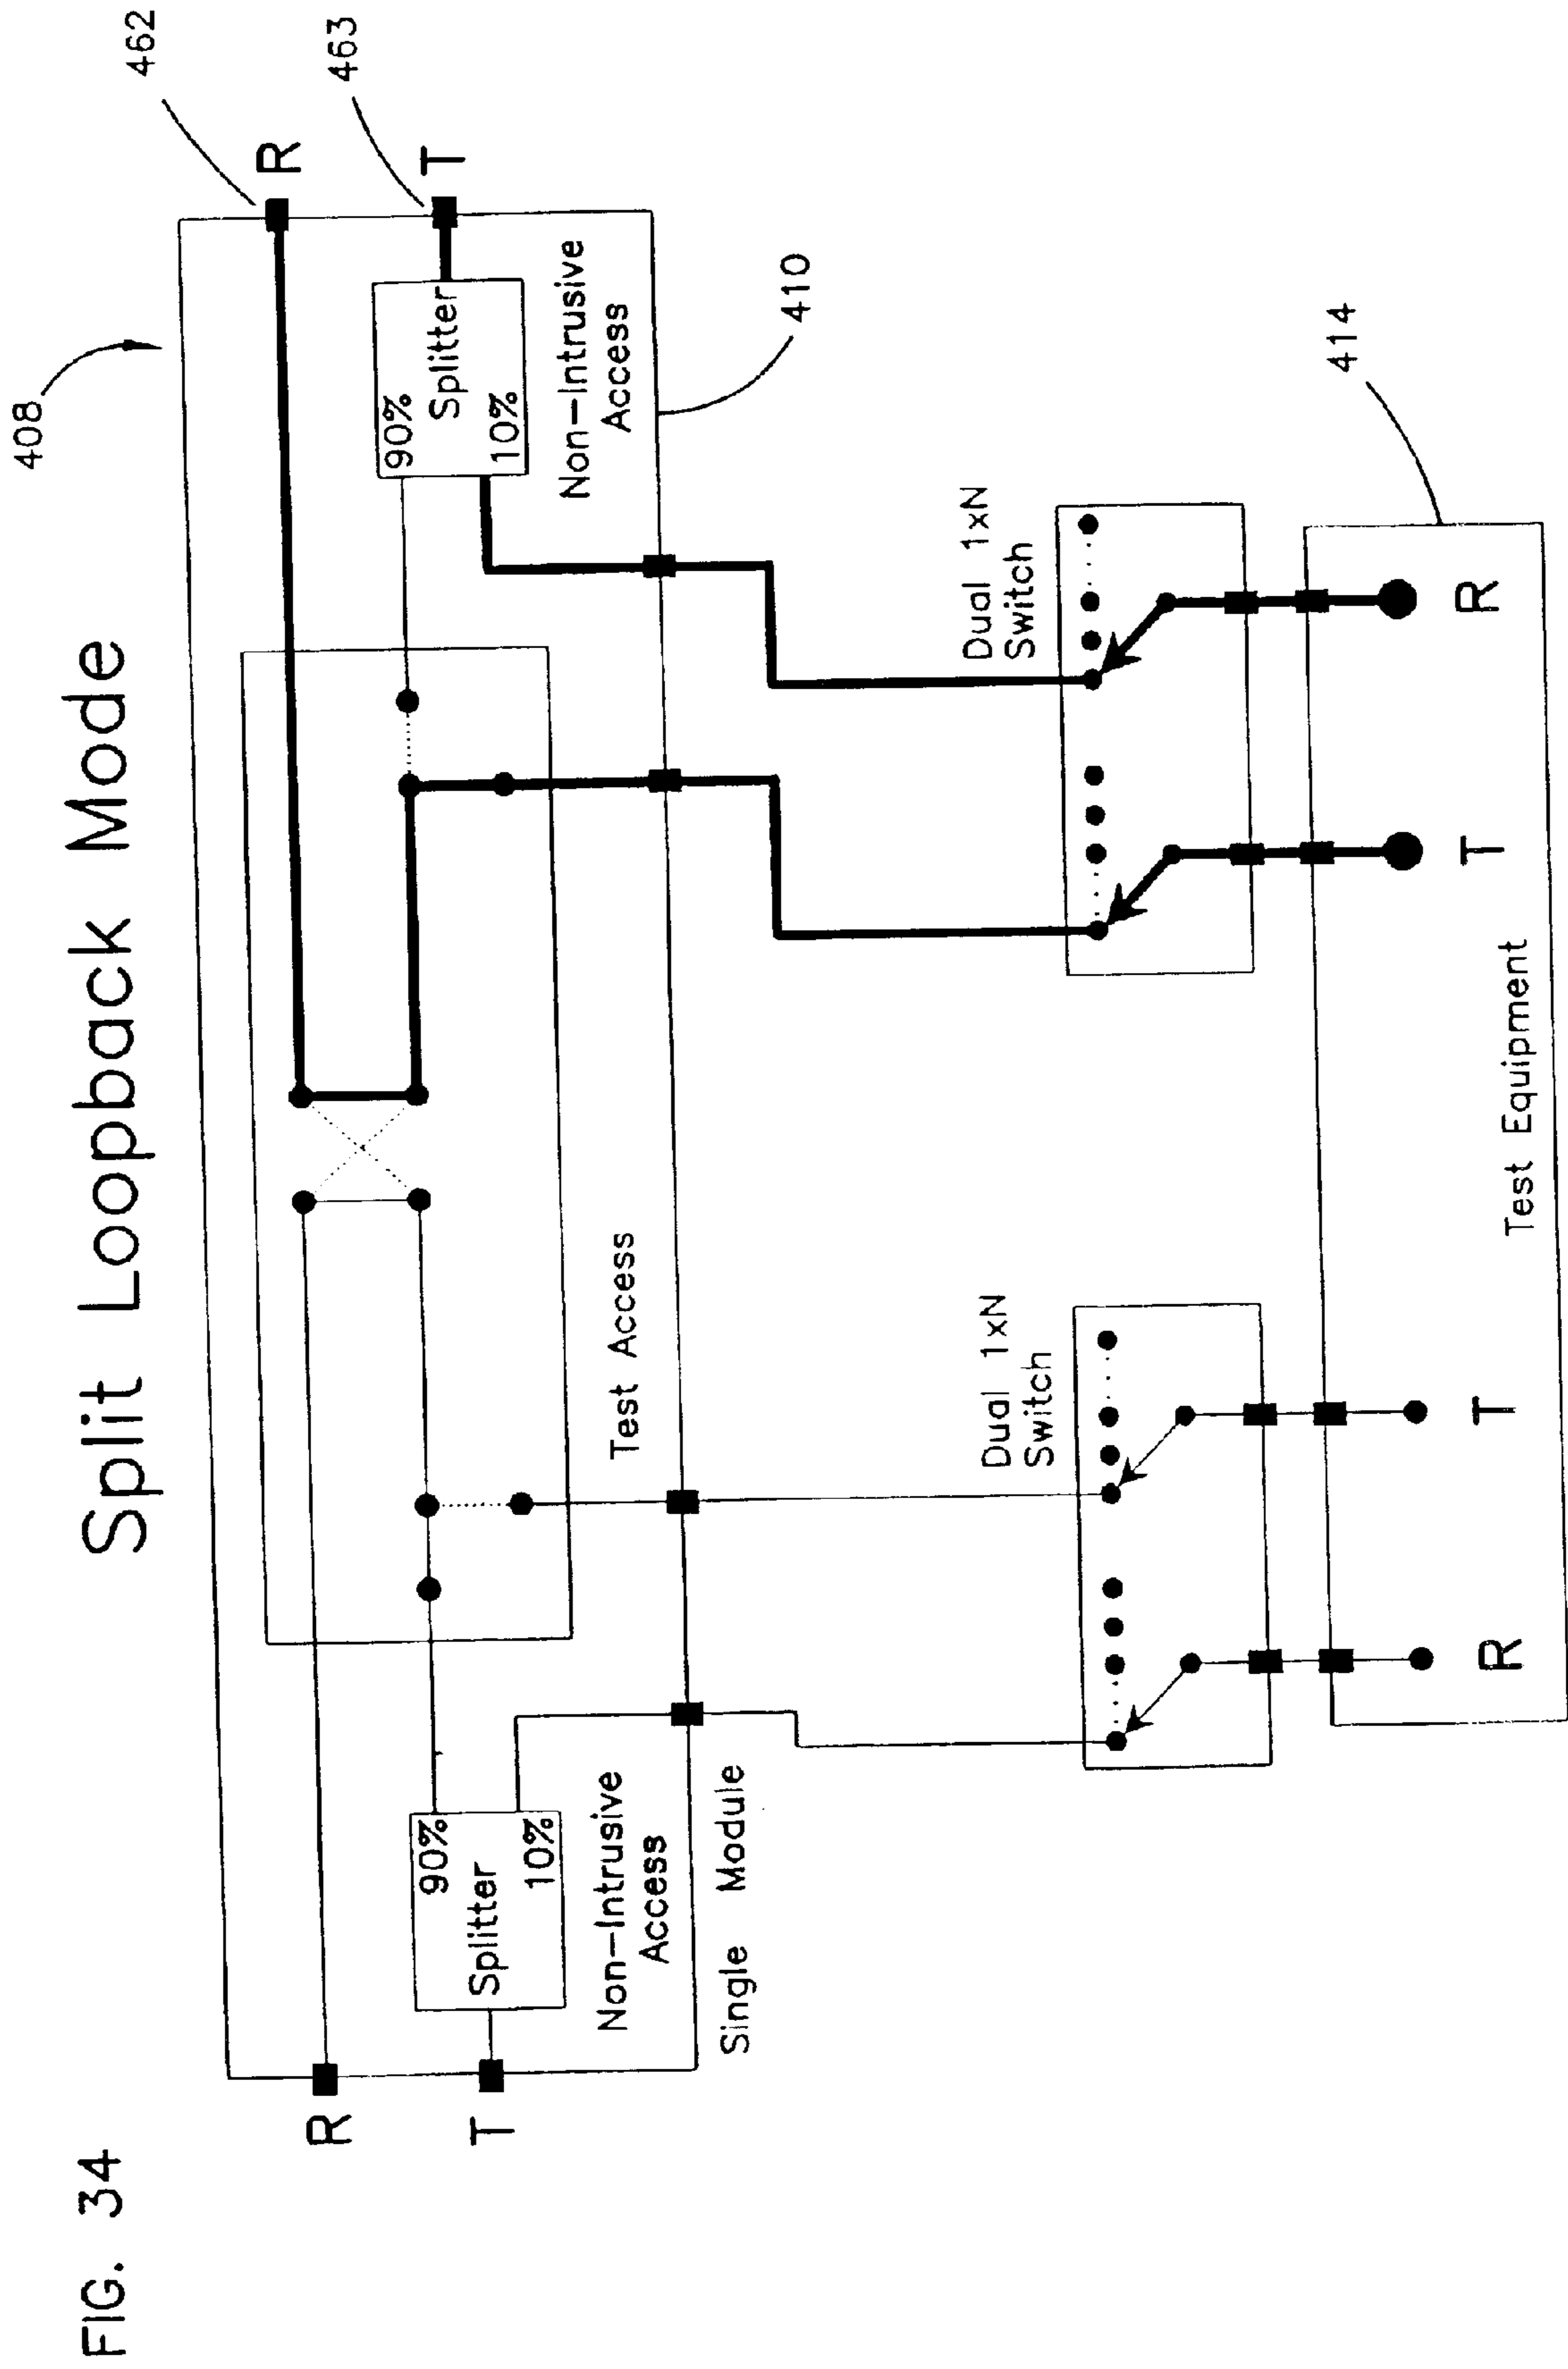 FIG. 34
Split Loopback Mode
408
462
463
R
R
T
T
90%
Splitter
10%
90%
Splitter
10%
Non-Intrusive
Access
Non-Intrusive
Access
Test Access
410
Single Module
Dual 1xN
Switch
Dual 1xN
Switch
414
R
T
T
R
Test Equipment